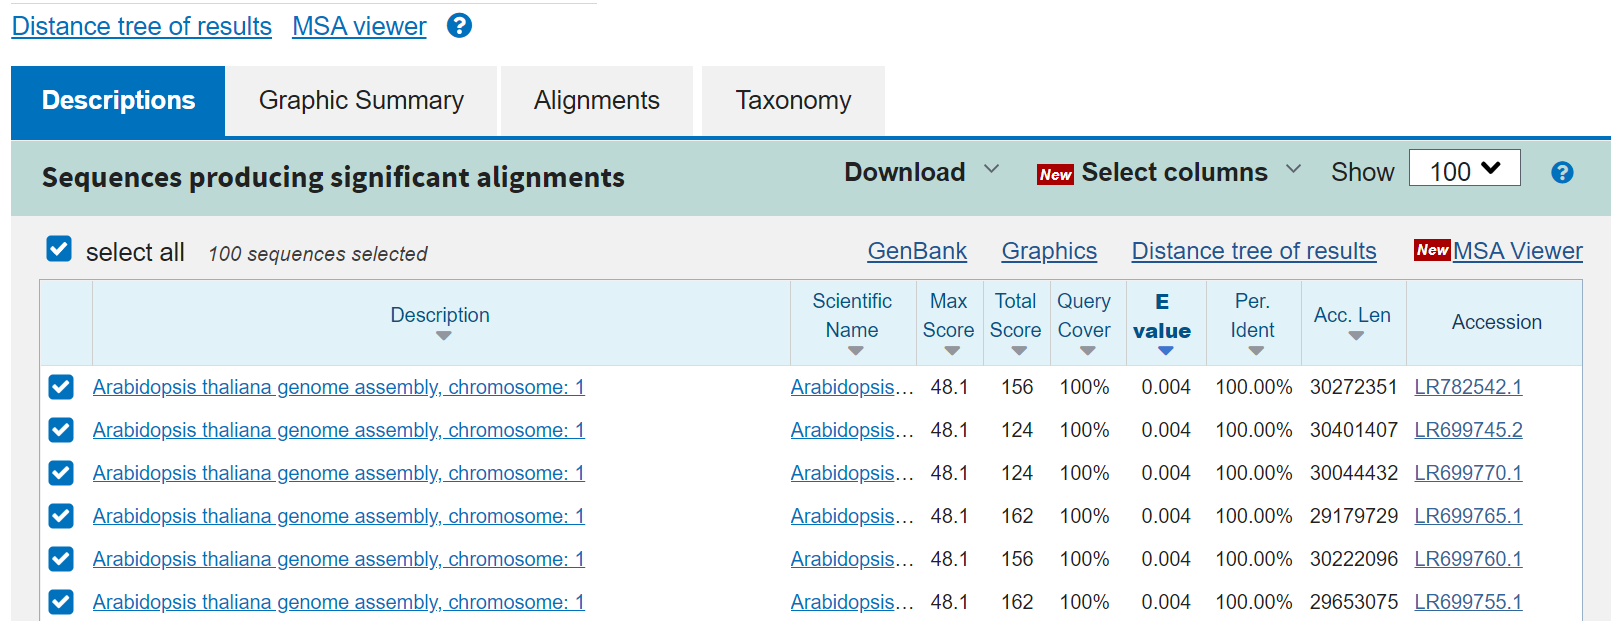 Distance tree of results MSA viewer ?
Descriptions Graphic Summary Alignments Taxonomy
Sequences producing significant alignments Download New Select columns Show 100 ?
select all 100 sequences selected GenBank Graphics Distance tree of results New MSA Viewer
Description Scientific Name Max Score Total Score Query Cover E value Per. Ident Acc. Len Accession
Arabidopsis thaliana genome assembly, chromosome: 1 Arabidopsis... 48.1 156 100% 0.004 100.00% 30272351 LR782542.1
Arabidopsis thaliana genome assembly, chromosome: 1 Arabidopsis... 48.1 124 100% 0.004 100.00% 30401407 LR699745.2
Arabidopsis thaliana genome assembly, chromosome: 1 Arabidopsis... 48.1 124 100% 0.004 100.00% 30044432 LR699770.1
Arabidopsis thaliana genome assembly, chromosome: 1 Arabidopsis... 48.1 162 100% 0.004 100.00% 29179729 LR699765.1
Arabidopsis thaliana genome assembly, chromosome: 1 Arabidopsis... 48.1 156 100% 0.004 100.00% 30222096 LR699760.1
Arabidopsis thaliana genome assembly, chromosome: 1 Arabidopsis... 48.1 162 100% 0.004 100.00% 29653075 LR699755.1